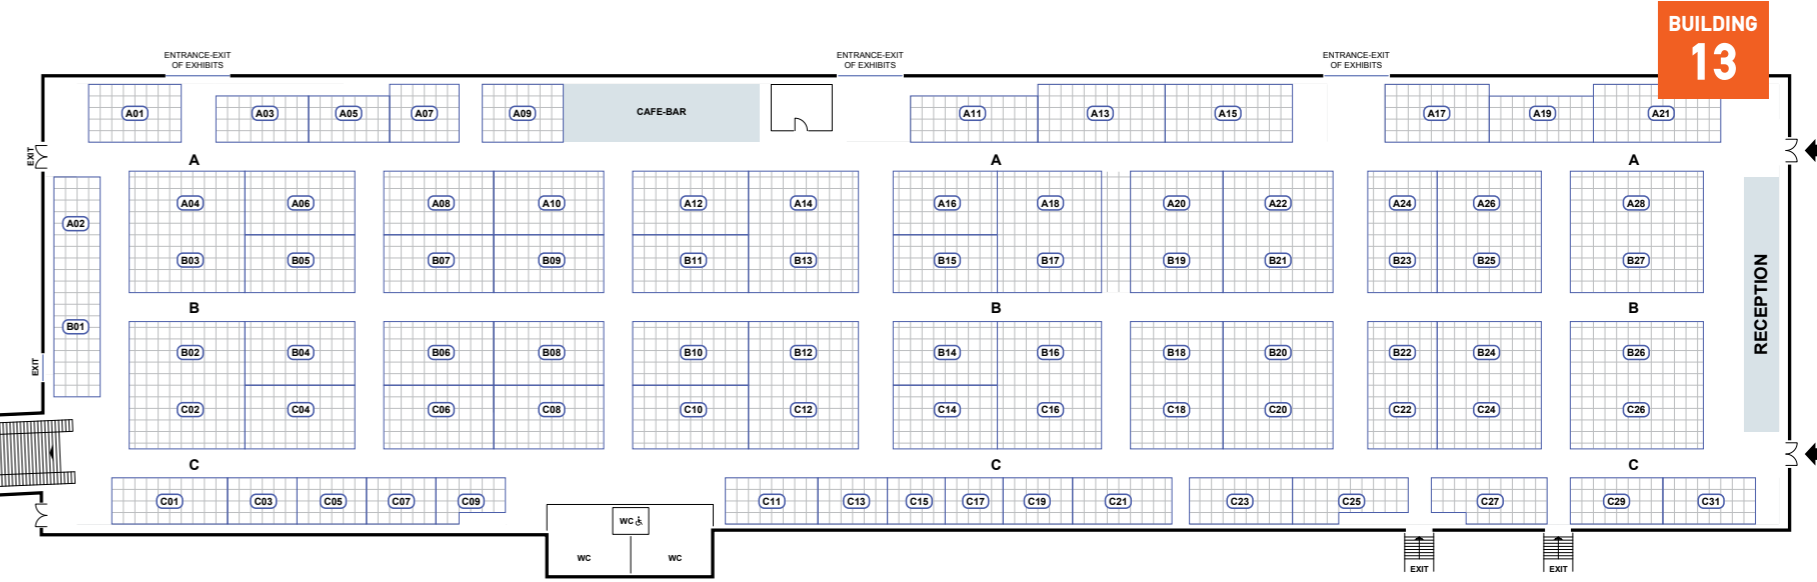 BUILDING
13
ENTRANCE-EXIT
OF EXHIBITS
ENTRANCE-EXIT
OF EXHIBITS
ENTRANCE-EXIT
OF EXHIBITS
A01 A03 A05 A07 A09 CAFE-BAR A11 A13 A15 A17 A19 A21
EXIT
A A A
A02
A04 A06 A08 A10 A12 A14 A16 A18 A20 A22 A24 A26 A28
B03 B05 B07 B09 B11 B13 B15 B17 B19 B21 B23 B25 B27
RECEPTION
B B B
B01
EXIT
B02 B04 B06 B08 B10 B12 B14 B16 B18 B20 B22 B24 B26
C02 C04 C06 C08 C10 C12 C14 C16 C18 C20 C22 C24 C26
C C C
C01 C03 C05 C07 C09 C11 C13 C15 C17 C19 C21 C23 C25 C27 C29 C31
WC
WC WC
EXIT EXIT